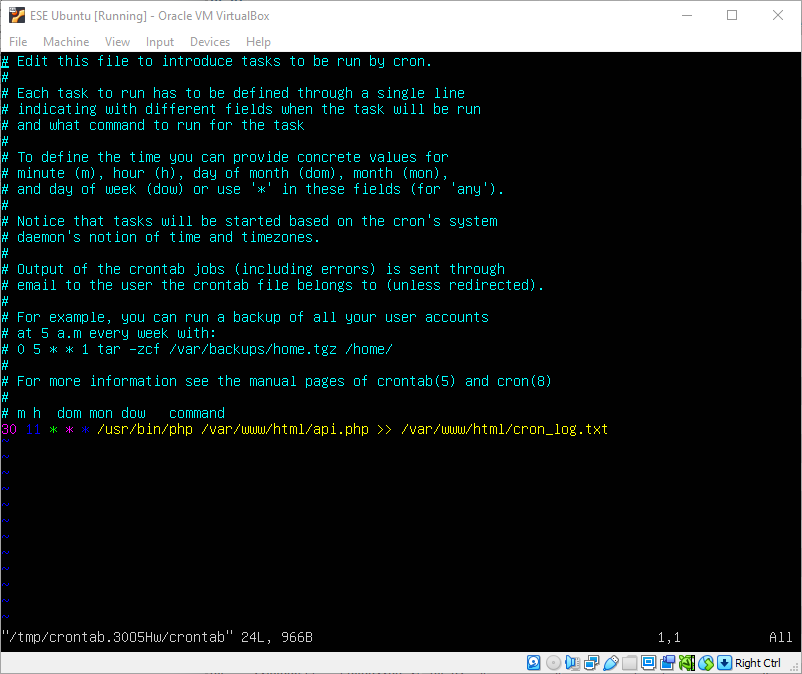 ESE Ubuntu [Running] - Oracle VM VirtualBox
File Machine View Input Devices Help
# Edit this file to introduce tasks to be run by cron.
#
# Each task to run has to be defined through a single line
# indicating with different fields when the task will be run
# and what command to run for the task
#
# To define the time you can provide concrete values for
# minute (m), hour (h), day of month (dom), month (mon),
# and day of week (dow) or use '*' in these fields (for 'any').
#
# Notice that tasks will be started based on the cron's system
# daemon's notion of time and timezones.
#
# Output of the crontab jobs (including errors) is sent through
# email to the user the crontab file belongs to (unless redirected).
#
# For example, you can run a backup of all your user accounts
# at 5 a.m every week with:
# 0 5 * * 1 tar -zcf /var/backups/home.tgz /home/
#
# For more information see the manual pages of crontab(5) and cron(8)
#
# m h  dom mon dow   command
30 11 * * * /usr/bin/php /var/www/html/api.php >> /var/www/html/cron_log.txt
~
~
~
~
~
~
~
~
~
~
~
~
"/tmp/crontab.3005Hw/crontab" 24L, 966B 1,1 All
Right Ctrl